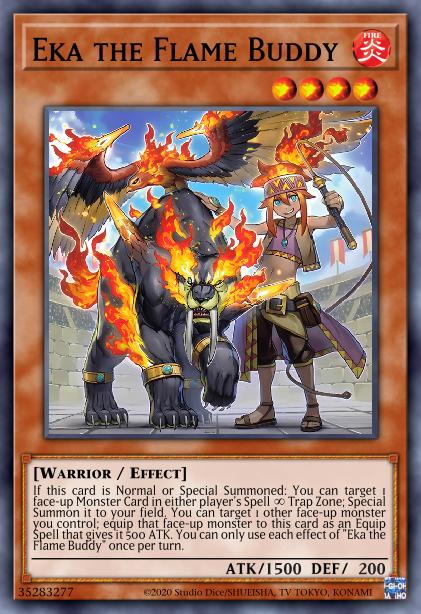 Eka the Flame Buddy
FIRE
炎
[Warrior / Effect]
If this card is Normal or Special Summoned: You can target 1
face-up Monster Card in either player's Spell & Trap Zone; Special
Summon it to your field. You can target 1 other face-up monster
you control; equip that face-up monster to this card as an Equip
Spell that gives it 500 ATK. You can only use each effect of "Eka the
Flame Buddy" once per turn.
ATK/1500 DEF/ 200
35283277
©2020 Studio Dice/SHUEISHA, TV TOKYO, KONAMI